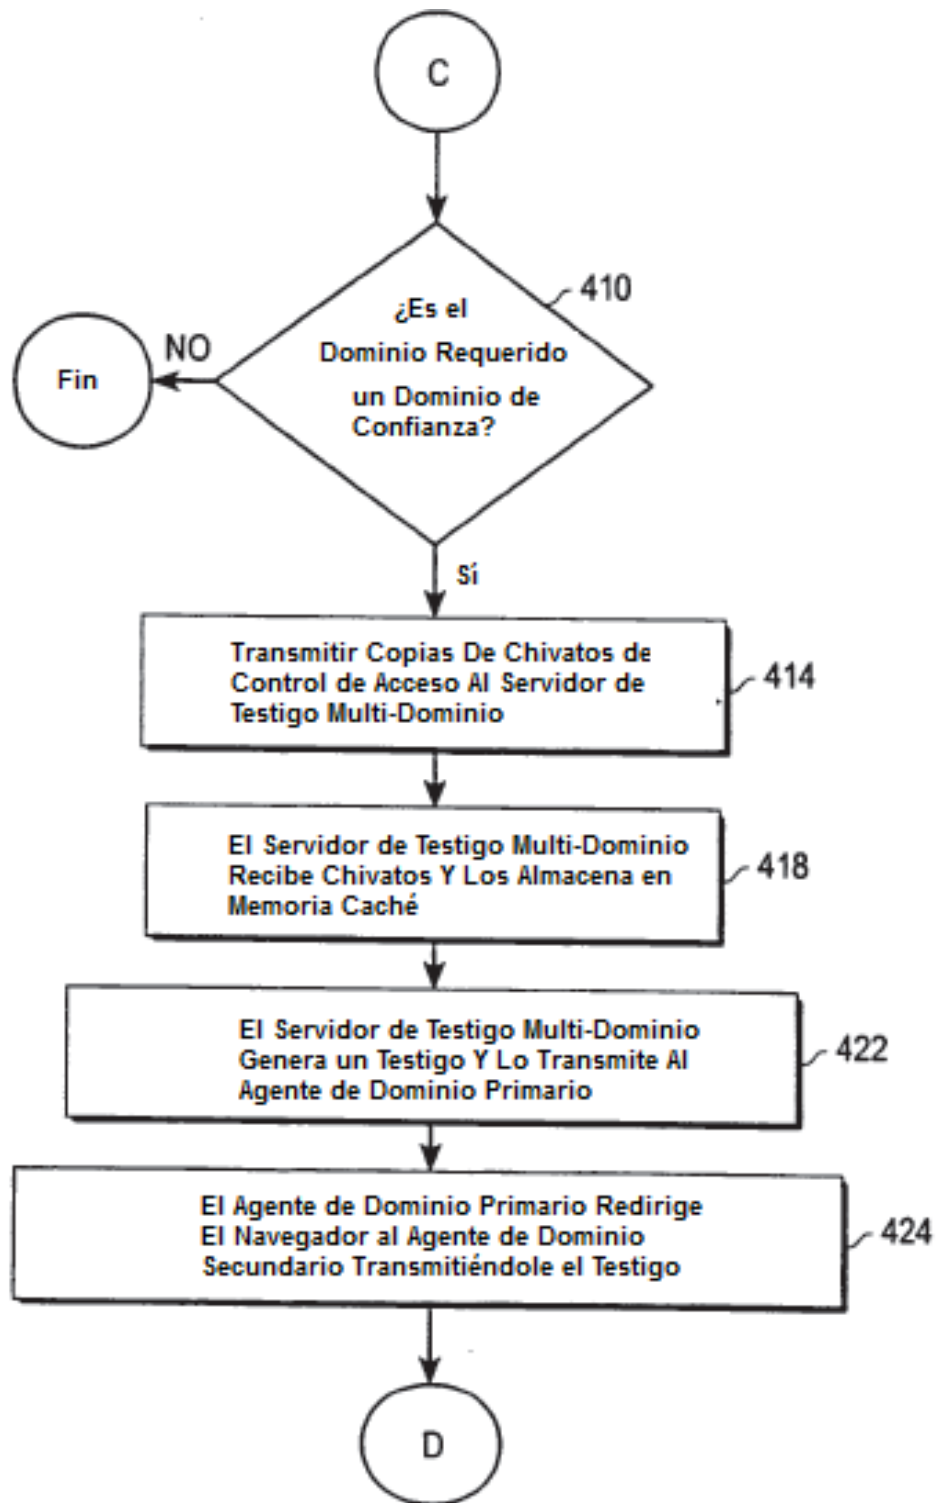 C
410
¿Es el
Dominio Requerido
un Dominio de
Confianza?
NO
Fin
Sí
Transmitir Copias De Chivatos de
Control de Acceso Al Servidor de
Testigo Multi-Dominio
414
El Servidor de Testigo Multi-Dominio
Recibe Chivatos Y Los Almacena en
Memoria Caché
418
El Servidor de Testigo Multi-Dominio
Genera un Testigo Y Lo Transmite Al
Agente de Dominio Primario
422
El Agente de Dominio Primario Redirige
El Navegador al Agente de Dominio
Secundario Transmitiéndole el Testigo
424
D